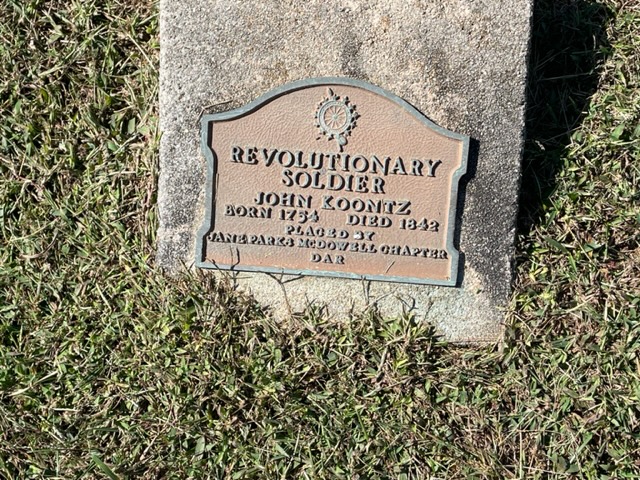 REVOLUTIONARY
SOLDIER
JOHN KOONTZ
BORN 1754 DIED 1842
PLACED BY
JANE PARKS McDOWELL CHAPTER
DAR